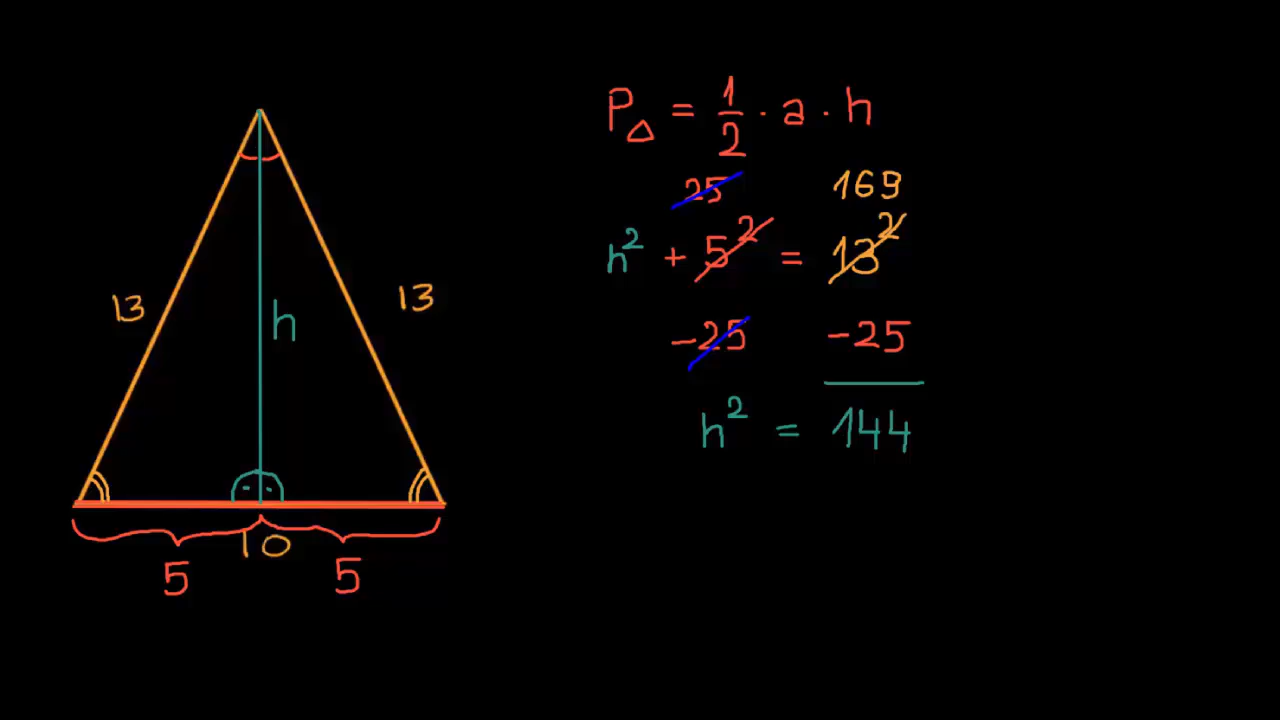 P△ = 1/2 · a · h
25 169
h² + 5² = 13²
-25 -25
h² = 144
13 h 13
10
5 5